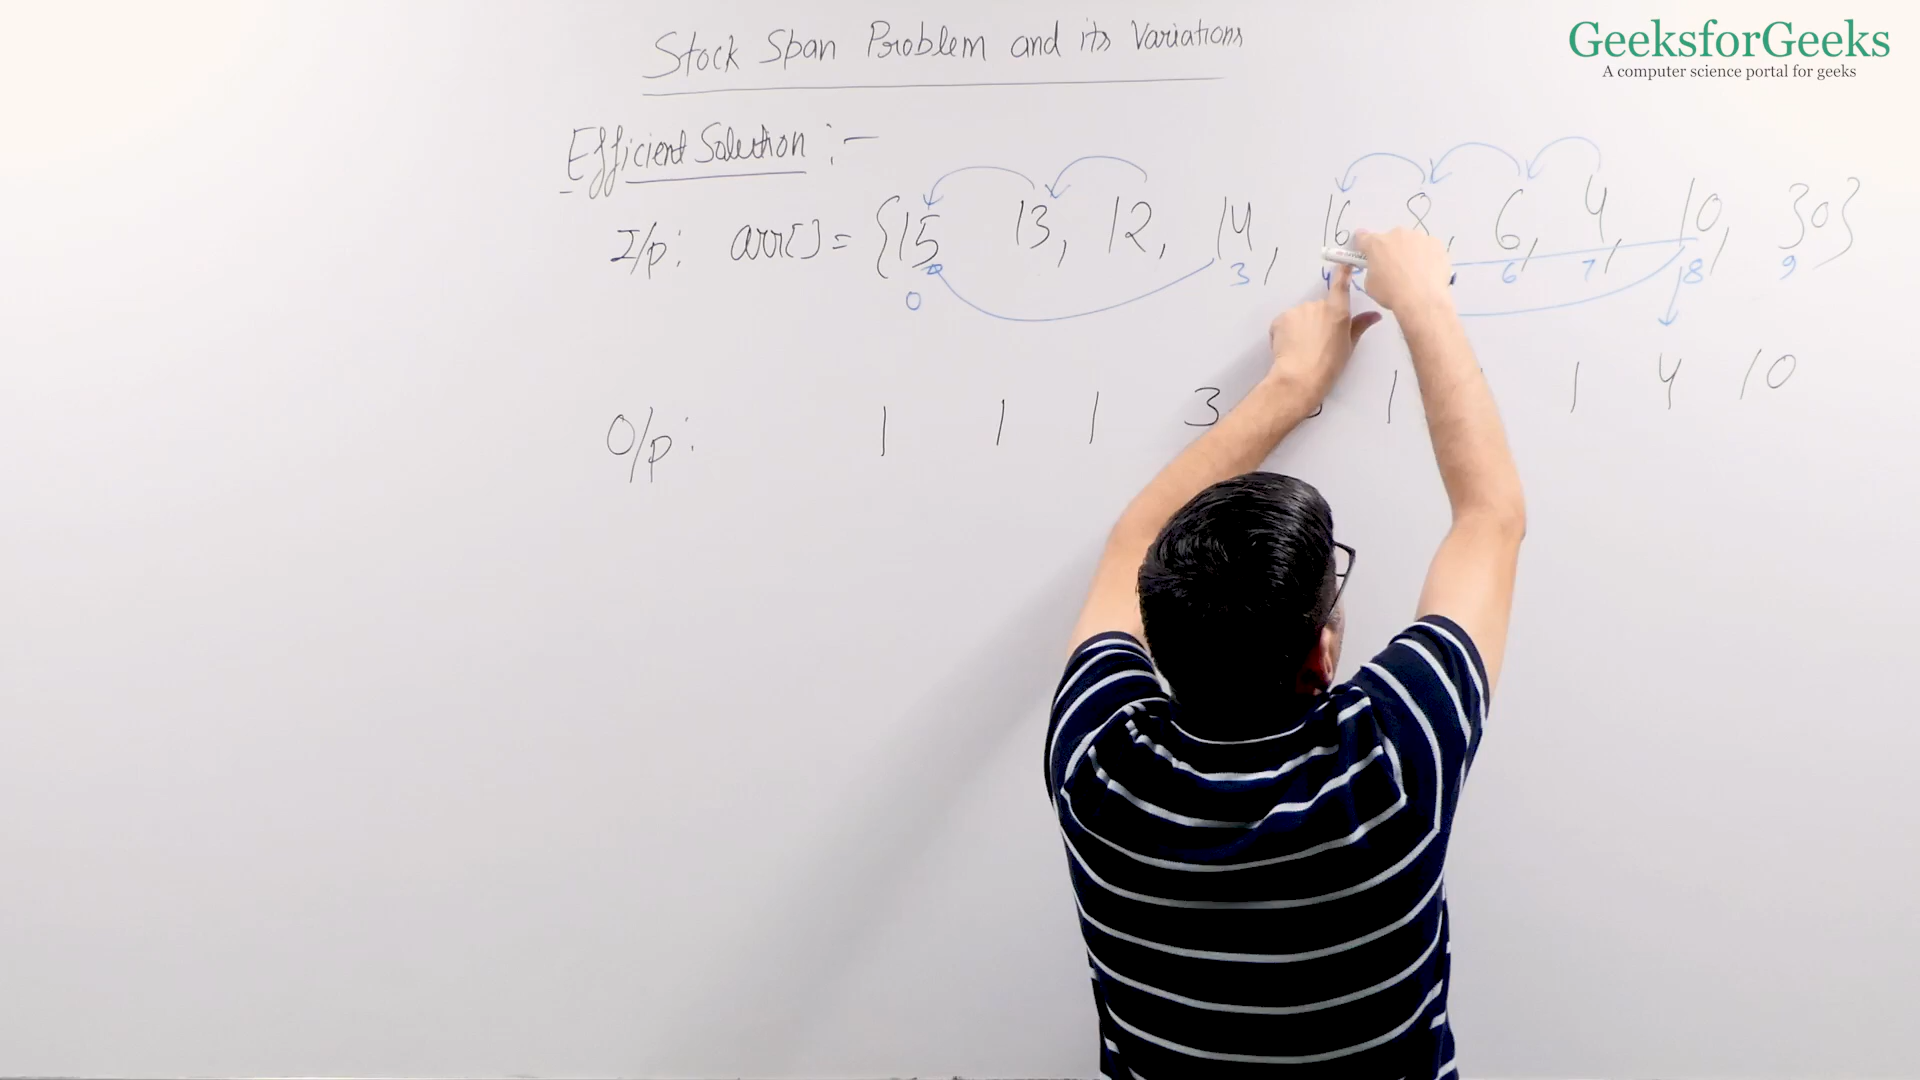 GeeksforGeeks
A computer science portal for geeks
Stock Span Problem and its Variations
Efficient Solution :-
I/p: arr[] = {15 13, 12, 14, 16 8, 6, 4, 10, 30}
0 3 4 6 7 8 9
O/p: 1 1 1 3 1 1 4 10